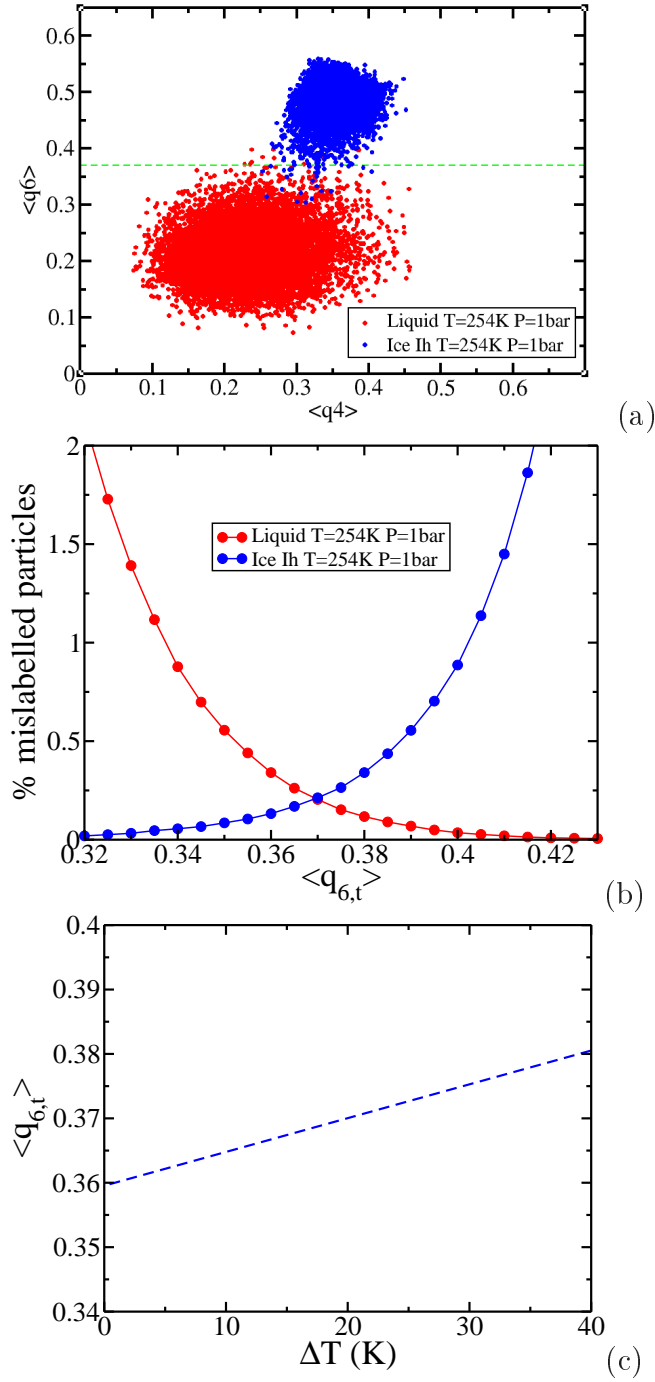 0.6
0.5
0.4
0.3
0.2
0.1
0
<q6>
0 0.1 0.2 0.3 0.4 0.5 0.6
<q4>
Liquid T=254K P=1bar
Ice Ih T=254K P=1bar
(a)
2
1.5
1
0.5
0
% mislabelled particles
Liquid T=254K P=1bar
Ice Ih T=254K P=1bar
0.32 0.34 0.36 0.38 0.4 0.42
<q6,t>
(b)
0.4
0.39
0.38
0.37
0.36
0.35
0.34
<q6,t>
0 10 20 30 40
ΔT (K)
(c)